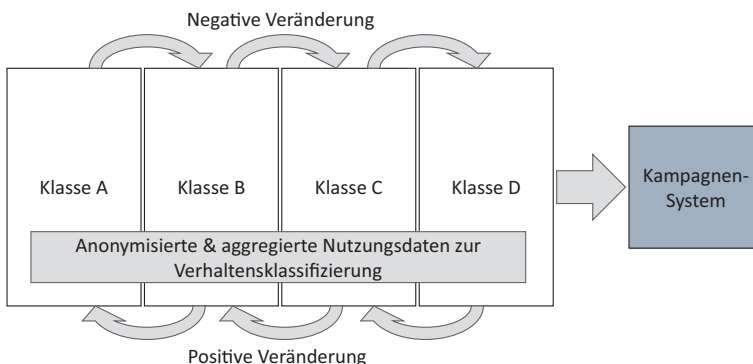 Negative Veränderung
Klasse A
Klasse B
Klasse C
Klasse D
Kampagnen-
System
Anonymisierte & aggregierte Nutzungsdaten zur
Verhaltensklassifizierung
Positive Veränderung